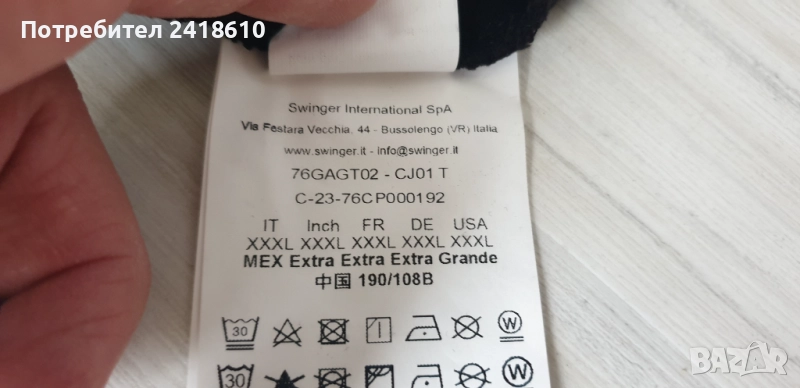 Потребител 2418610
Swinger International SpA
Via Festara Vecchia, 44 - Bussolengo (VR) Italia
www.swinger.it - info@swinger.it
76GAGT02 - CJ01 T
C-23-76CP000192
IT Inch FR DE USA
XXXL XXXL XXXL XXXL XXXL
MEX Extra Extra Extra Grande
中国 190/108B
30 W
30 W
BAZAR